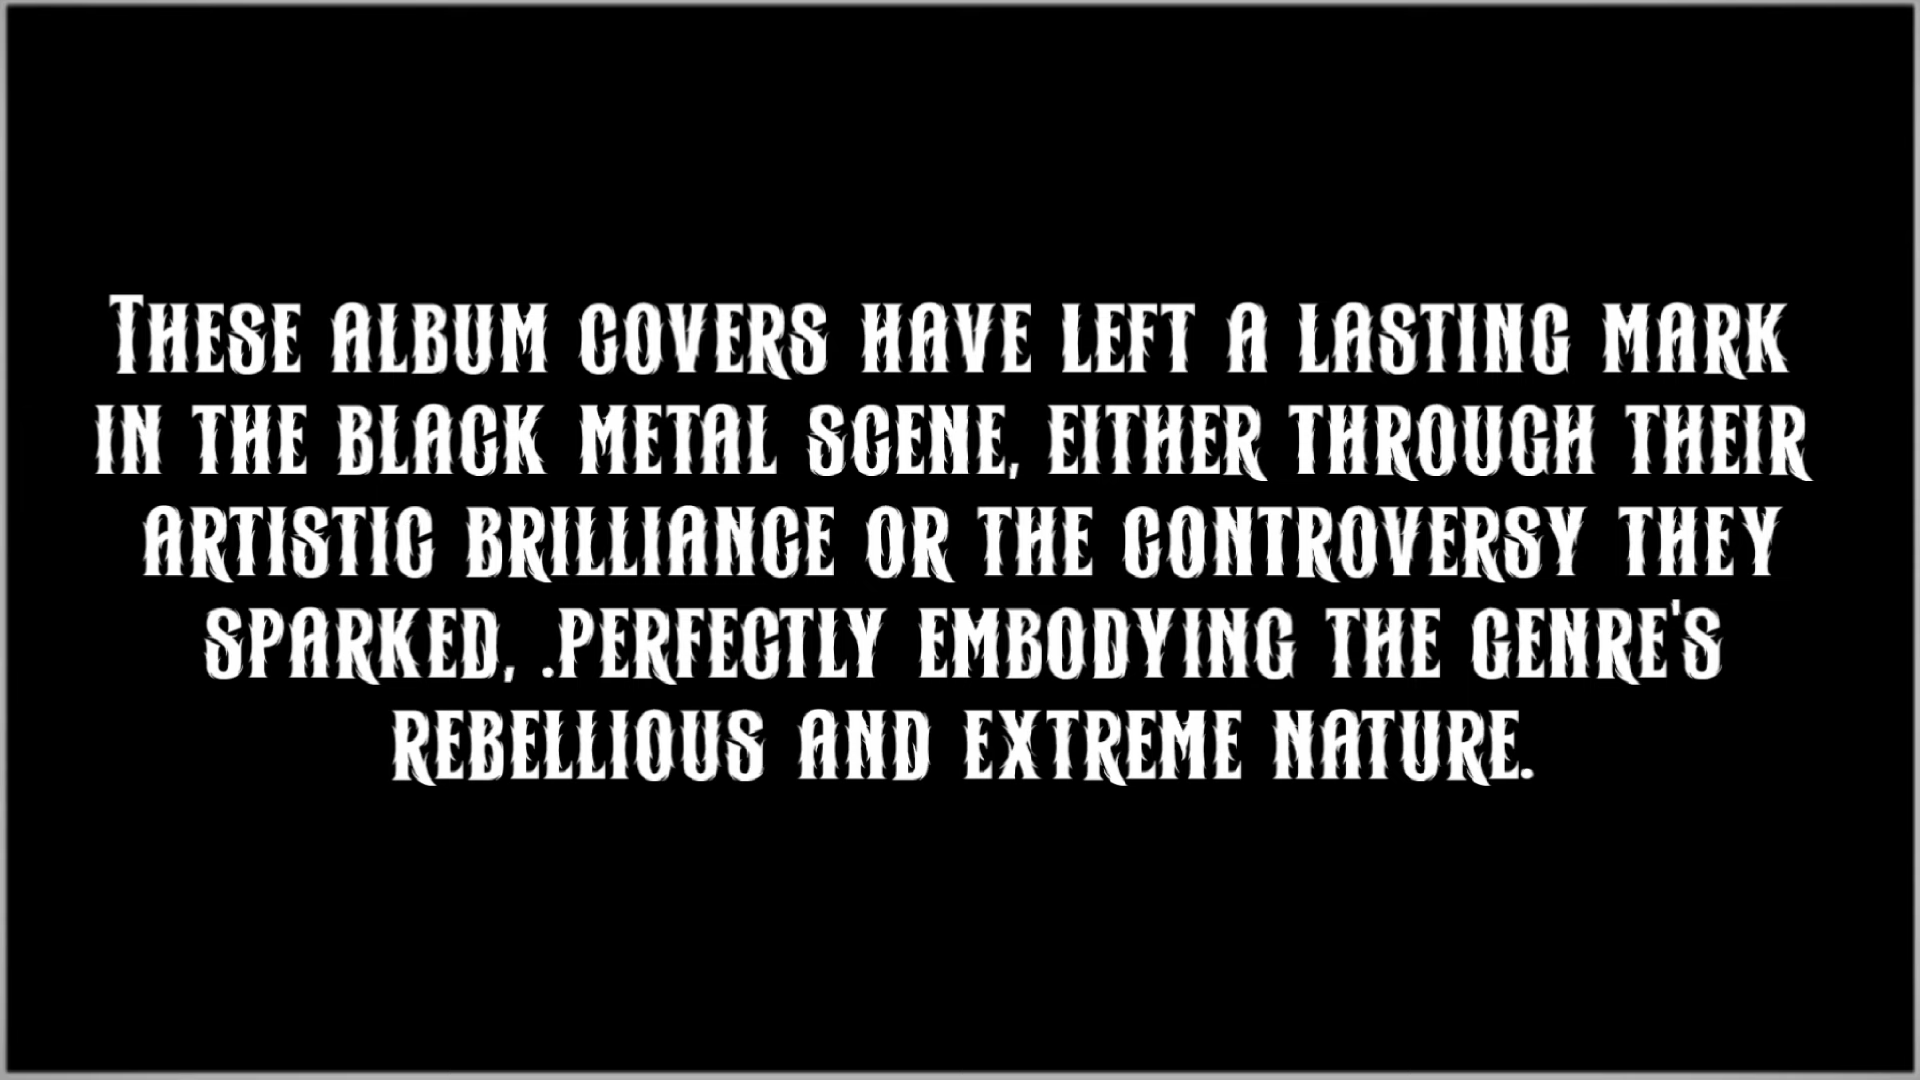 These album covers have left a lasting mark
in the black metal scene, either through their
artistic brilliance or the controversy they
sparked, .perfectly embodying the genre's
rebellious and extreme nature.